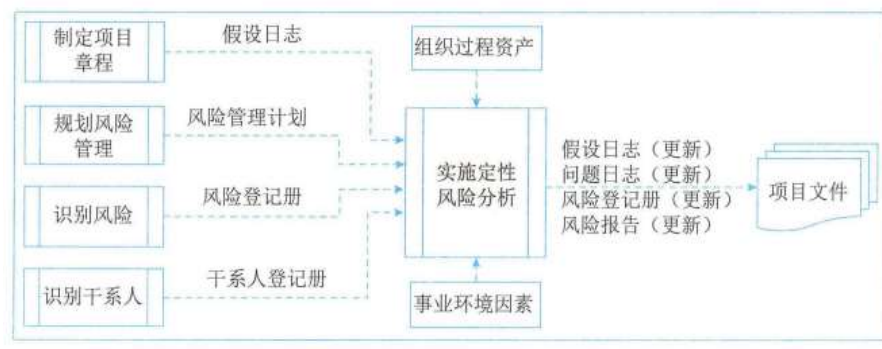 制定项目
章程
假设日志
组织过程资产
规划风险
管理
风险管理计划
识别风险
风险登记册
识别干系人
干系人登记册
实施定性
风险分析
事业环境因素
假设日志（更新）
问题日志（更新）
风险登记册（更新）
风险报告（更新）
项目文件